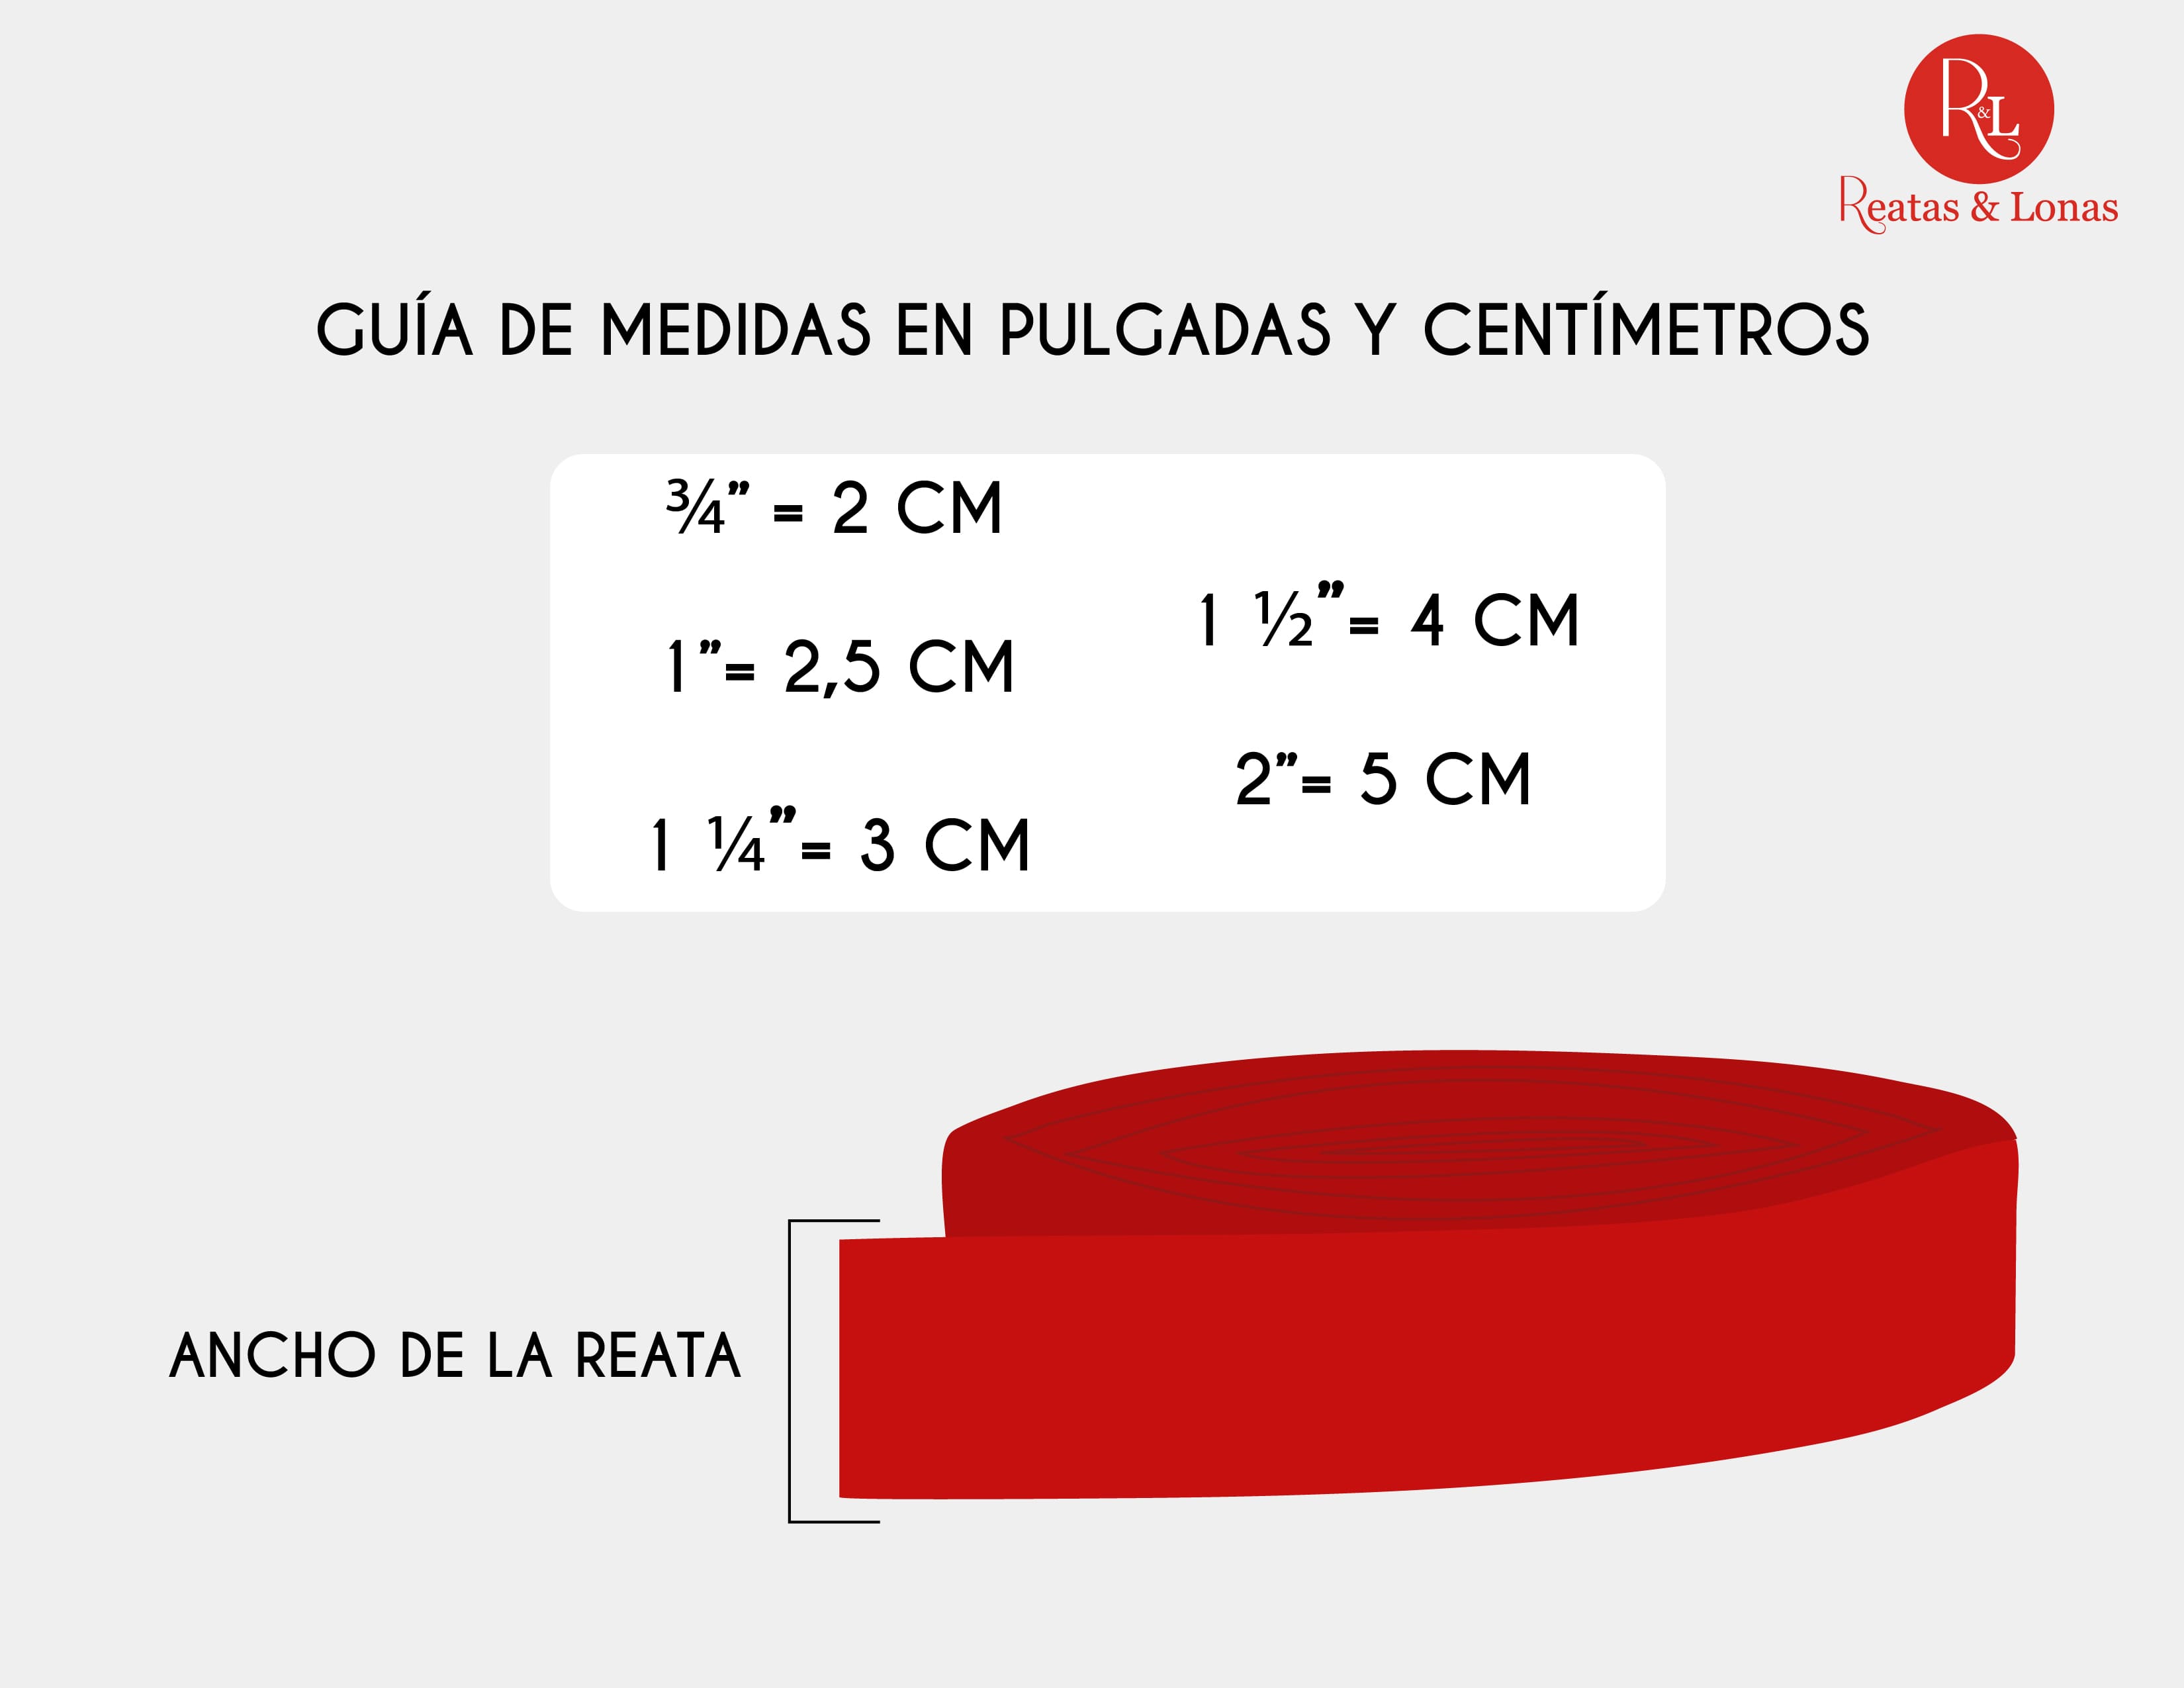 R&L
Reatas & Lonas
GUÍA DE MEDIDAS EN PULGADAS Y CENTÍMETROS
¾” = 2 CM
1”= 2,5 CM
1 ¼”= 3 CM
1 ½”= 4 CM
2”= 5 CM
ANCHO DE LA REATA